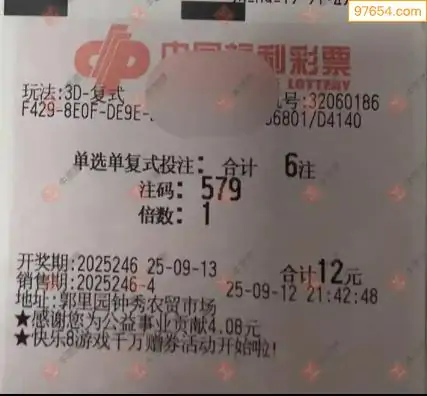 97654.com
中国福利彩票
LOTTERY
玩法:3D-复式 机号:32060186
F429-8E0F-DE9E- 6801/D4140
单选单复式投注: 合计 6注
注码: 579
倍数: 1
开奖期:2025246 25-09-13 合计12元
销售期:2025246-4 25-09-12 21:42:48
地址:郭里园钟秀农贸市场
★感谢您为公益事业贡献4.08元
★快乐8游戏千万赠券活动开始啦!